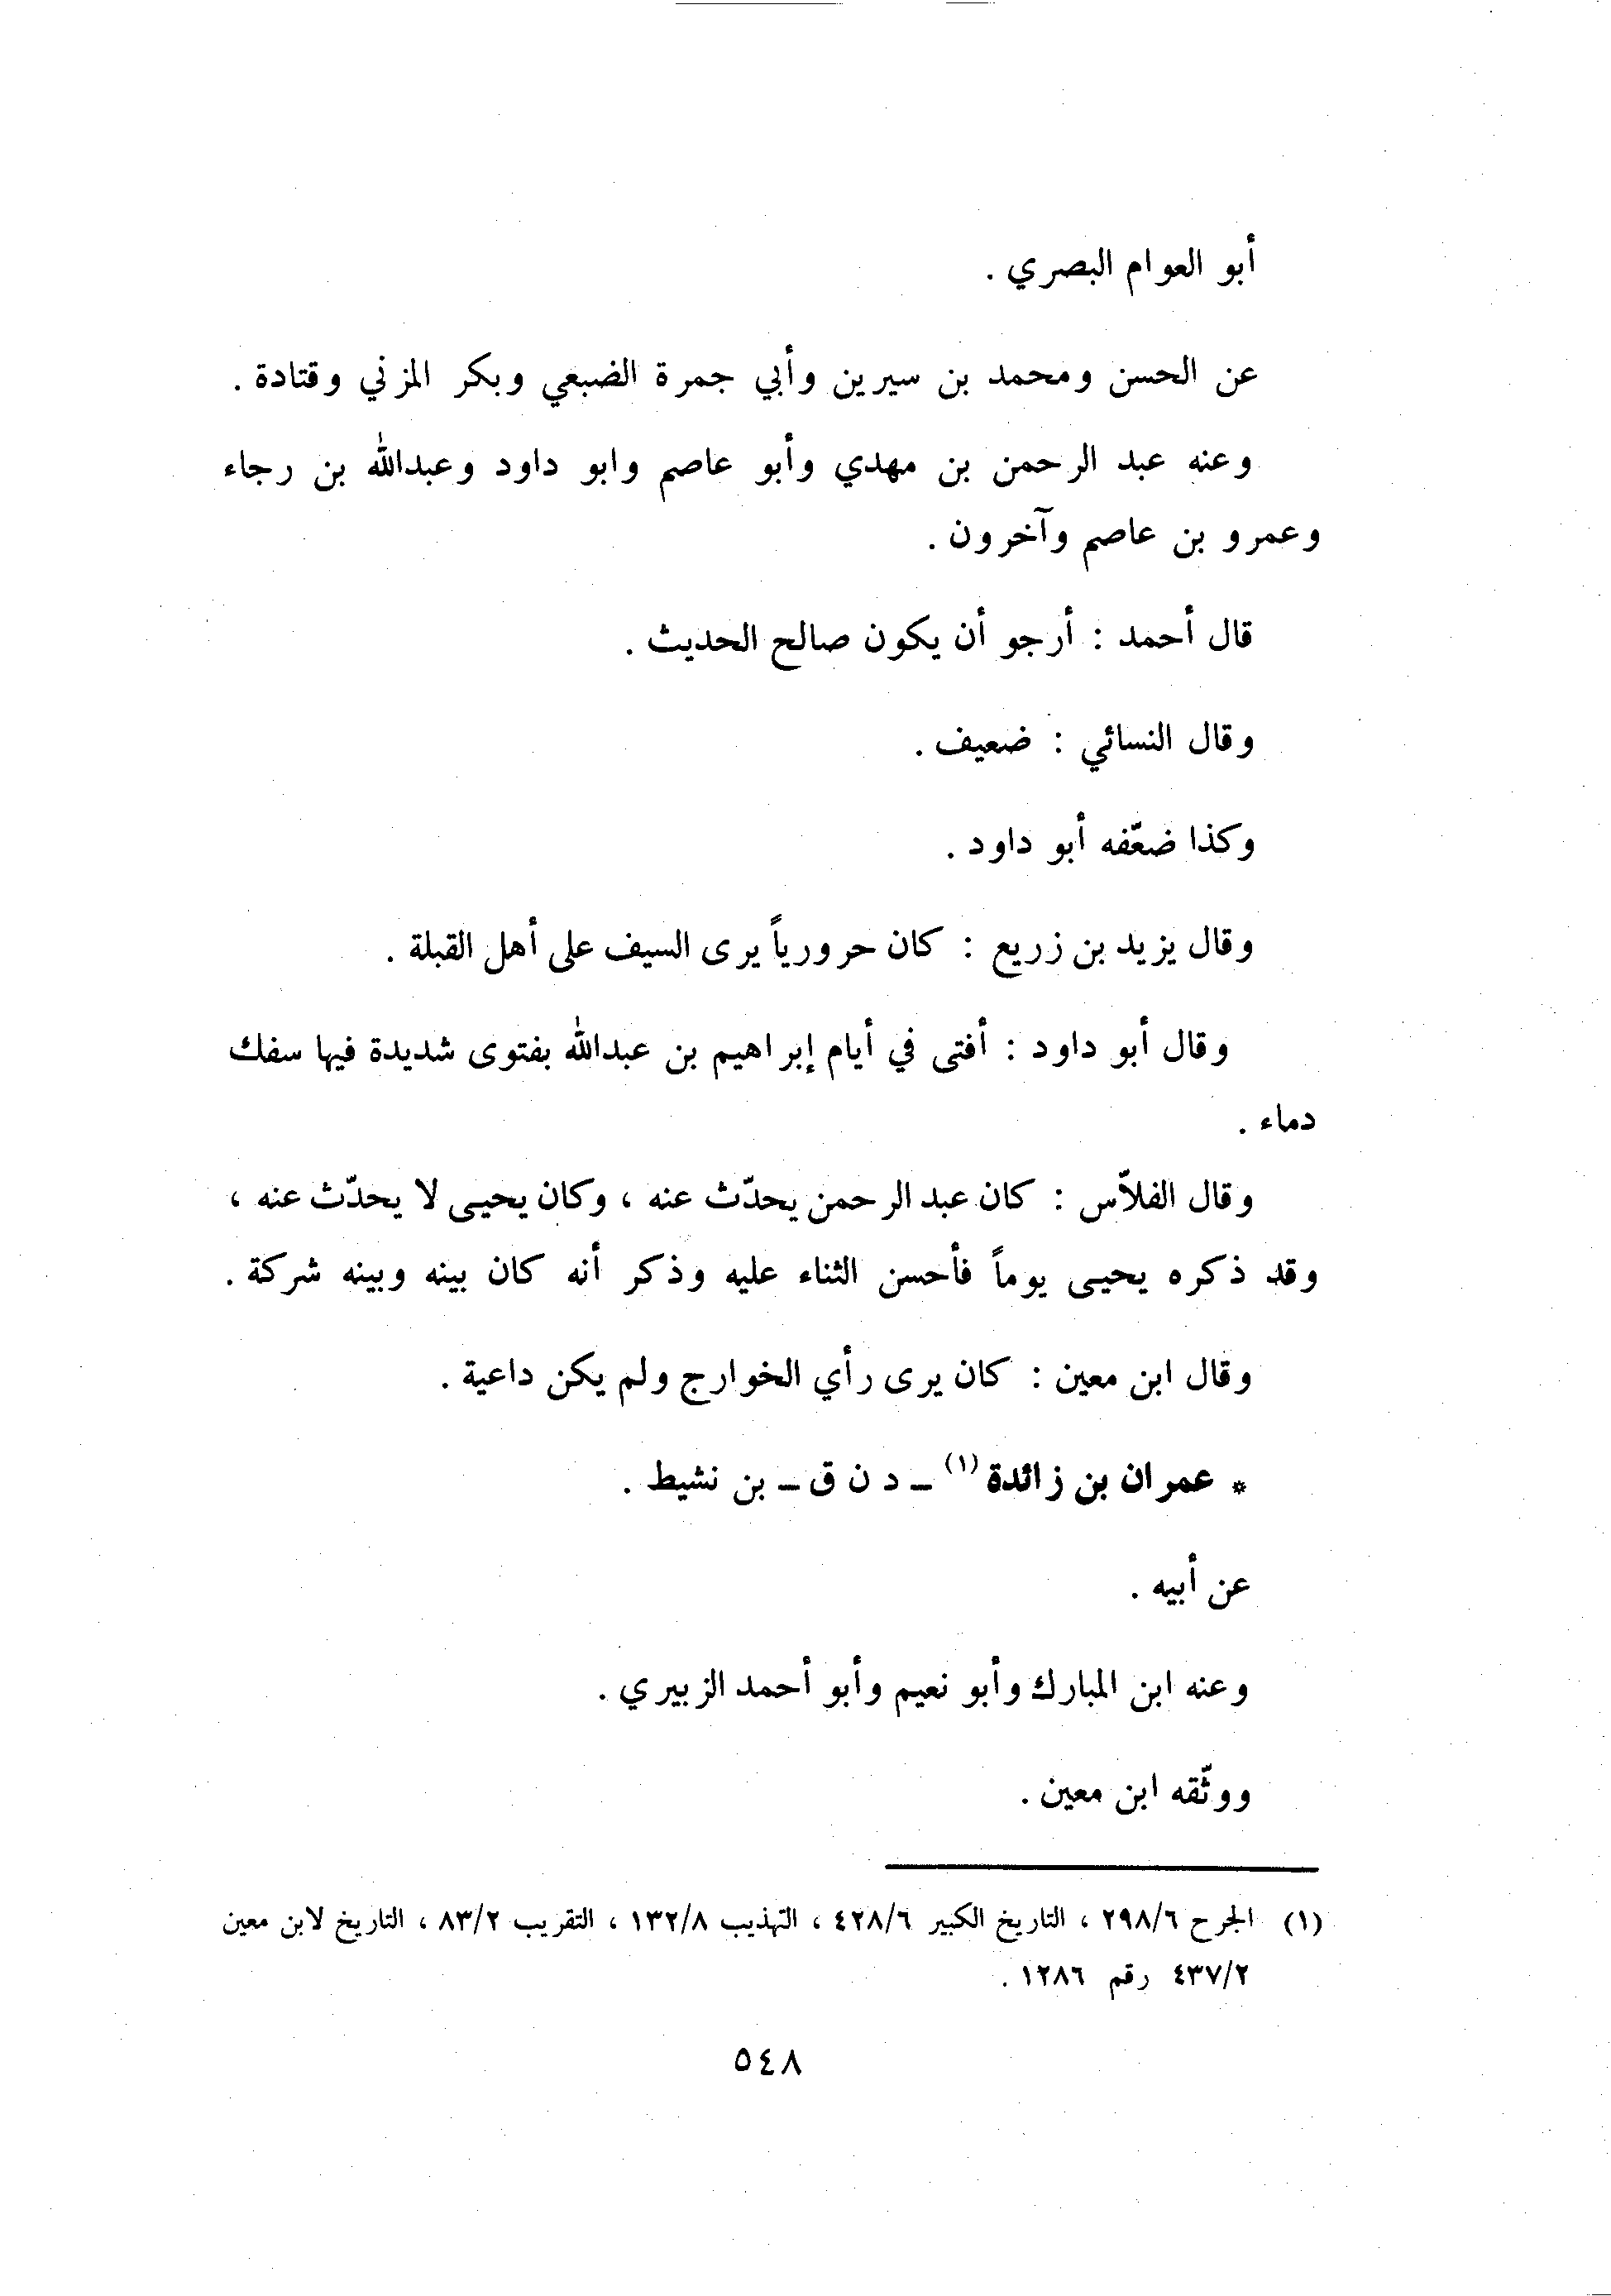 أبو العوام البصري .
عن الحسن ومحمد بن سيرين وأبي جمرة الضبعي وبكر المزني وقتادة .
وعنه عبد الرحمن بن مهدي وأبو عاصم وابو داود وعبدالله بن رجاء
وعمرو بن عاصم وآخرون .
قال أحمد : أرجو أن يكون صالح الحديث .
وقال النسائي : ضعيف .
وكذا ضعّفه أبو داود .
وقال يزيد بن زريع : كان حرورياً يرى السيف على أهل القبلة .
وقال أبو داود : أفتى في أيام إبراهيم بن عبدالله بفتوى شديدة فيها سفك
دماء .
وقال الفلاّس : كان عبد الرحمن يحدّث عنه ، وكان يحيى لا يحدّث عنه ،
وقد ذكره يحيى يوماً فأحسن الثناء عليه وذكر أنه كان بينه وبينه شركة .
وقال ابن معين : كان يرى رأي الخوارج ولم يكن داعية .
* عمران بن زائدة (١) ـ د ن ق ـ بن نشيط .
عن أبيه .
وعنه ابن المبارك وأبو نعيم وأبو أحمد الزبيري .
ووثّقه ابن معين .
(١) الجرح ٢٩٨/٦ ، التاريخ الكبير ٤٢٨/٦ ، التهذيب ١٣٢/٨ ، التقريب ٨٣/٢ ، التاريخ لابن معين
٤٣٧/٢ رقم ١٢٨٦ .
٥٤٨